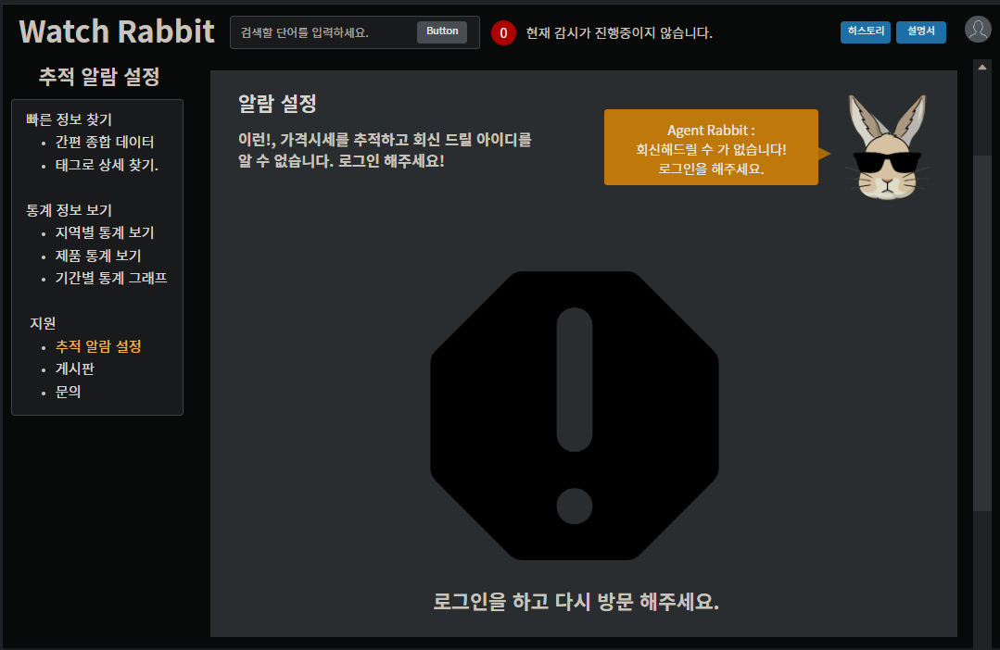 Watch Rabbit
검색할 단어를 입력하세요.
Button
0
현재 감시가 진행중이지 않습니다.
히스토리
설명서
추적 알람 설정
빠른 정보 찾기
간편 종합 데이터
태그로 상세 찾기.
통계 정보 보기
지역별 통계 보기
제품 통계 보기
기간별 통계 그래프
지원
추적 알람 설정
게시판
문의
알람 설정
이런!, 가격시세를 추적하고 회신 드릴 아이디를
알 수 없습니다. 로그인 해주세요!
Agent Rabbit :
회신해드릴 수 가 없습니다!
로그인을 해주세요.
로그인을 하고 다시 방문 해주세요.